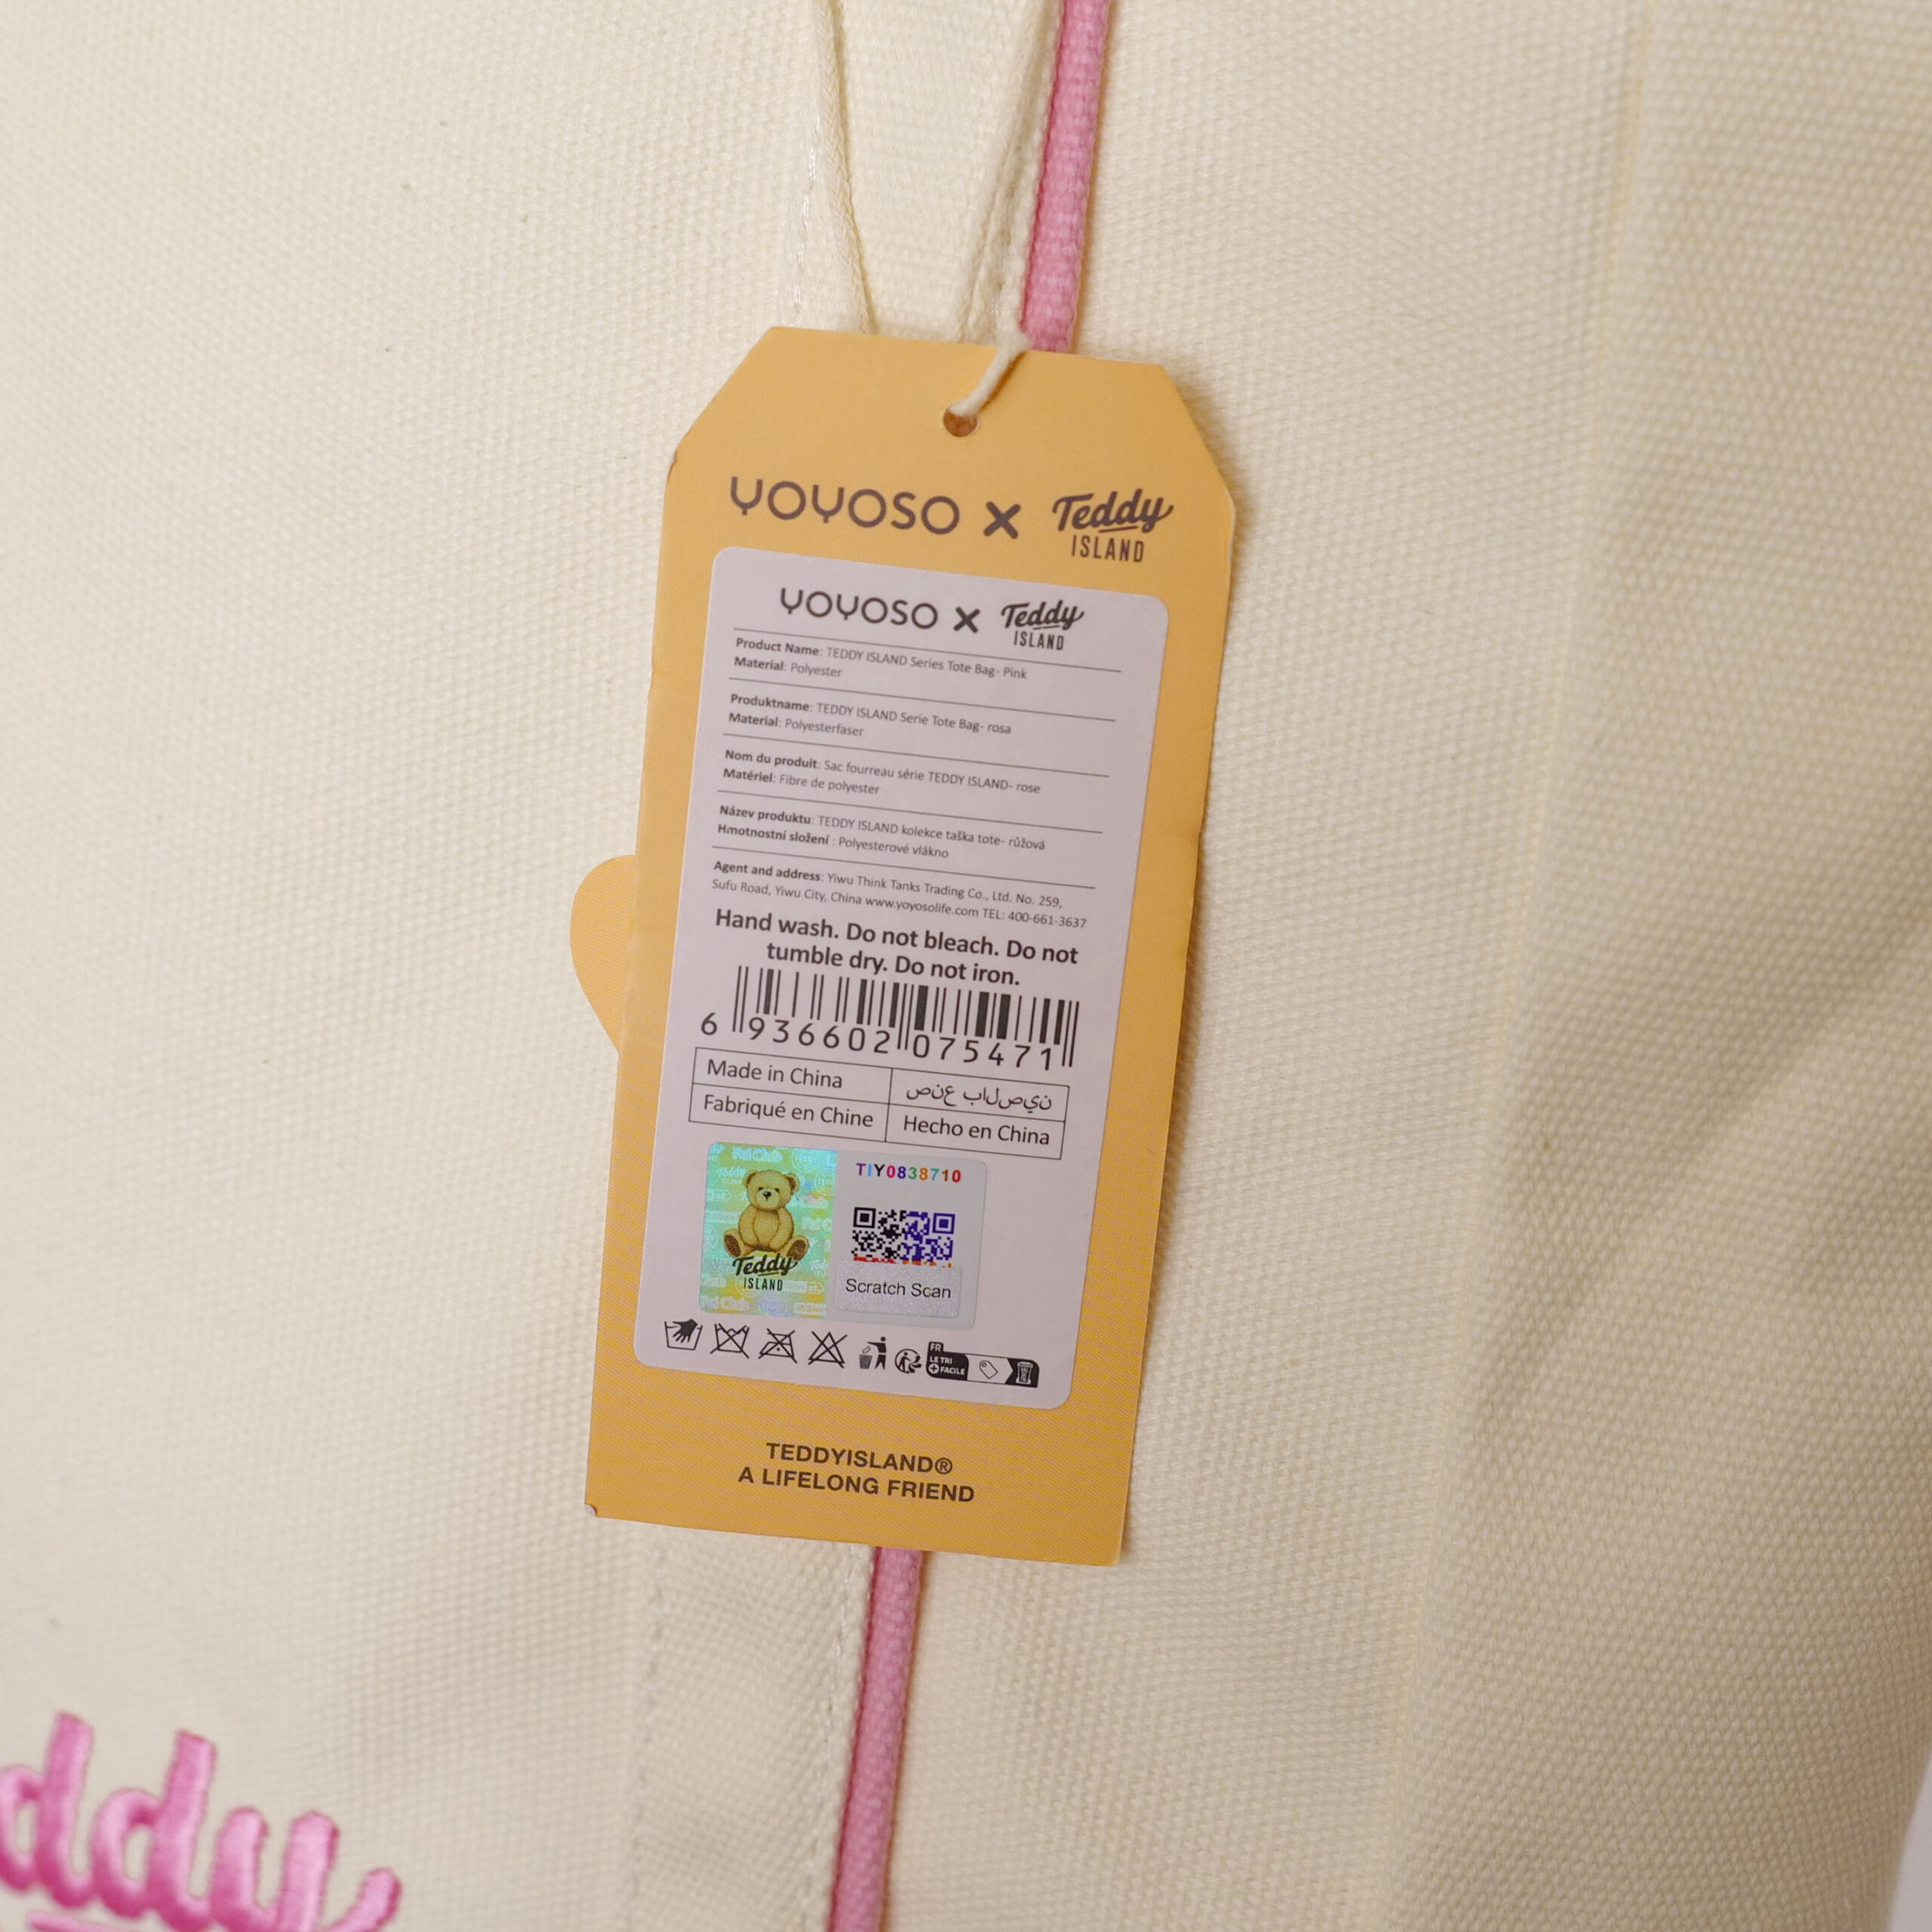 YOYOSO X Teddy ISLAND
YOYOSO X Teddy ISLAND
Product Name: TEDDY ISLAND Series Tote Bag- Pink
Material: Polyester
Produktname: TEDDY ISLAND Serie Tote Bag- rosa
Material: Polyesterfaser
Nom du produit: Sac fourreau série TEDDY ISLAND- rose
Matériel: Fibre de polyester
Název produktu: TEDDY ISLAND kolekce taška tote- růžová
Hmotnostní složení : Polyesterové vlákno
Agent and address: Yiwu Think Tanks Trading Co., Ltd. No. 259,
Sufu Road, Yiwu City, China www.yoyosolife.com TEL: 400-661-3637
Hand wash. Do not bleach. Do not
tumble dry. Do not iron.
6 936602 075471
Made in China
ن ي ص ل ا ب ع ن ص
Fabriqué en Chine
Hecho en China
TIY0838710
Teddy
ISLAND
Scratch Scan
FR
LE TRI
+ FACILE
TEDDYISLAND®
A LIFELONG FRIEND
ddy